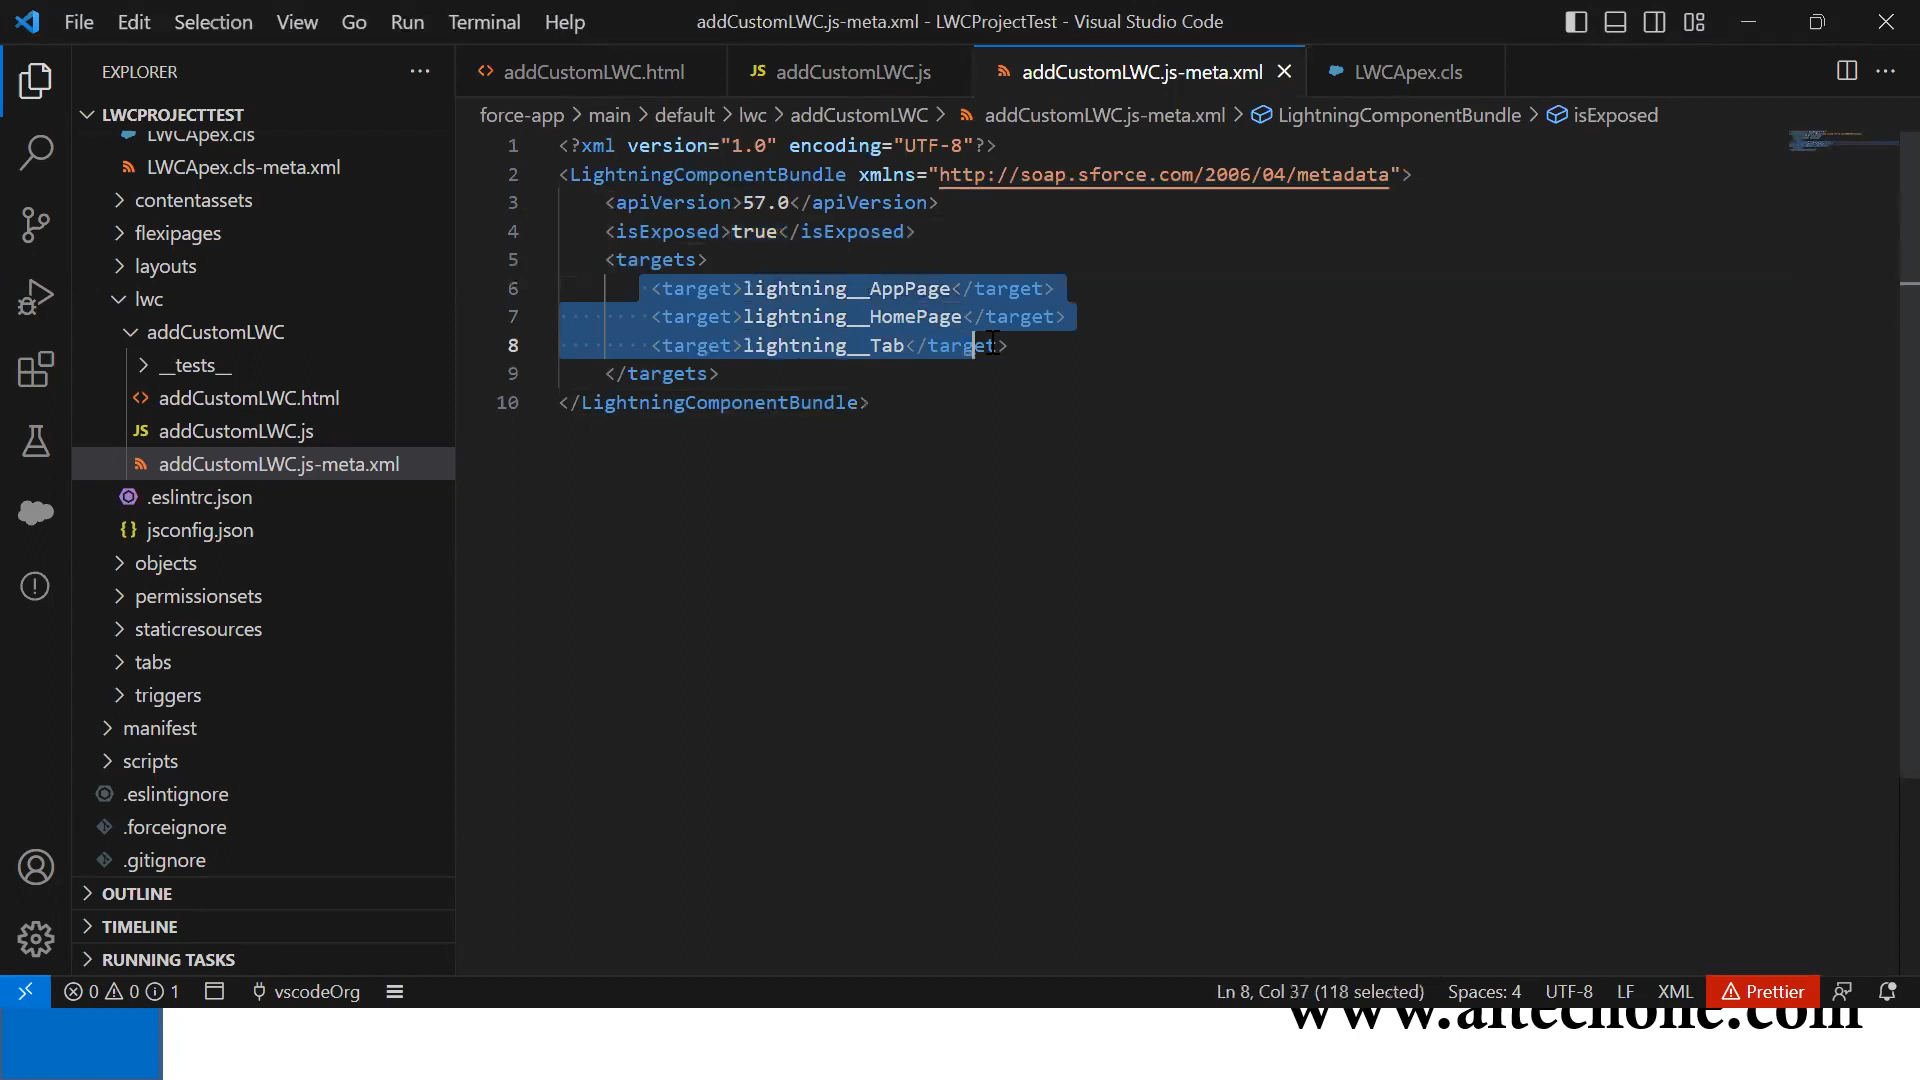 File Edit Selection View Go Run Terminal Help
addCustomLWC.js-meta.xml - LWCProjectTest - Visual Studio Code
EXPLORER
LWCPROJECTTEST
LWCApex.cls
LWCApex.cls-meta.xml
contentassets
flexipages
layouts
lwc
addCustomLWC
__tests__
addCustomLWC.html
addCustomLWC.js
addCustomLWC.js-meta.xml
.eslintrc.json
jsconfig.json
objects
permissionsets
staticresources
tabs
triggers
manifest
scripts
.eslintignore
.forceignore
.gitignore
OUTLINE
TIMELINE
RUNNING TASKS
addCustomLWC.html JS addCustomLWC.js addCustomLWC.js-meta.xml LWCApex.cls
force-app > main > default > lwc > addCustomLWC > addCustomLWC.js-meta.xml > LightningComponentBundle > isExposed
1 <?xml version="1.0" encoding="UTF-8"?>
2 <LightningComponentBundle xmlns="http://soap.sforce.com/2006/04/metadata">
3 <apiVersion>57.0</apiVersion>
4 <isExposed>true</isExposed>
5 <targets>
6 <target>lightning__AppPage</target>
7 <target>lightning__HomePage</target>
8 <target>lightning__Tab</target>
9 </targets>
10 </LightningComponentBundle>
0 0 1 vscodeOrg Ln 8, Col 37 (118 selected) Spaces: 4 UTF-8 LF XML Prettier
www.aitechone.com